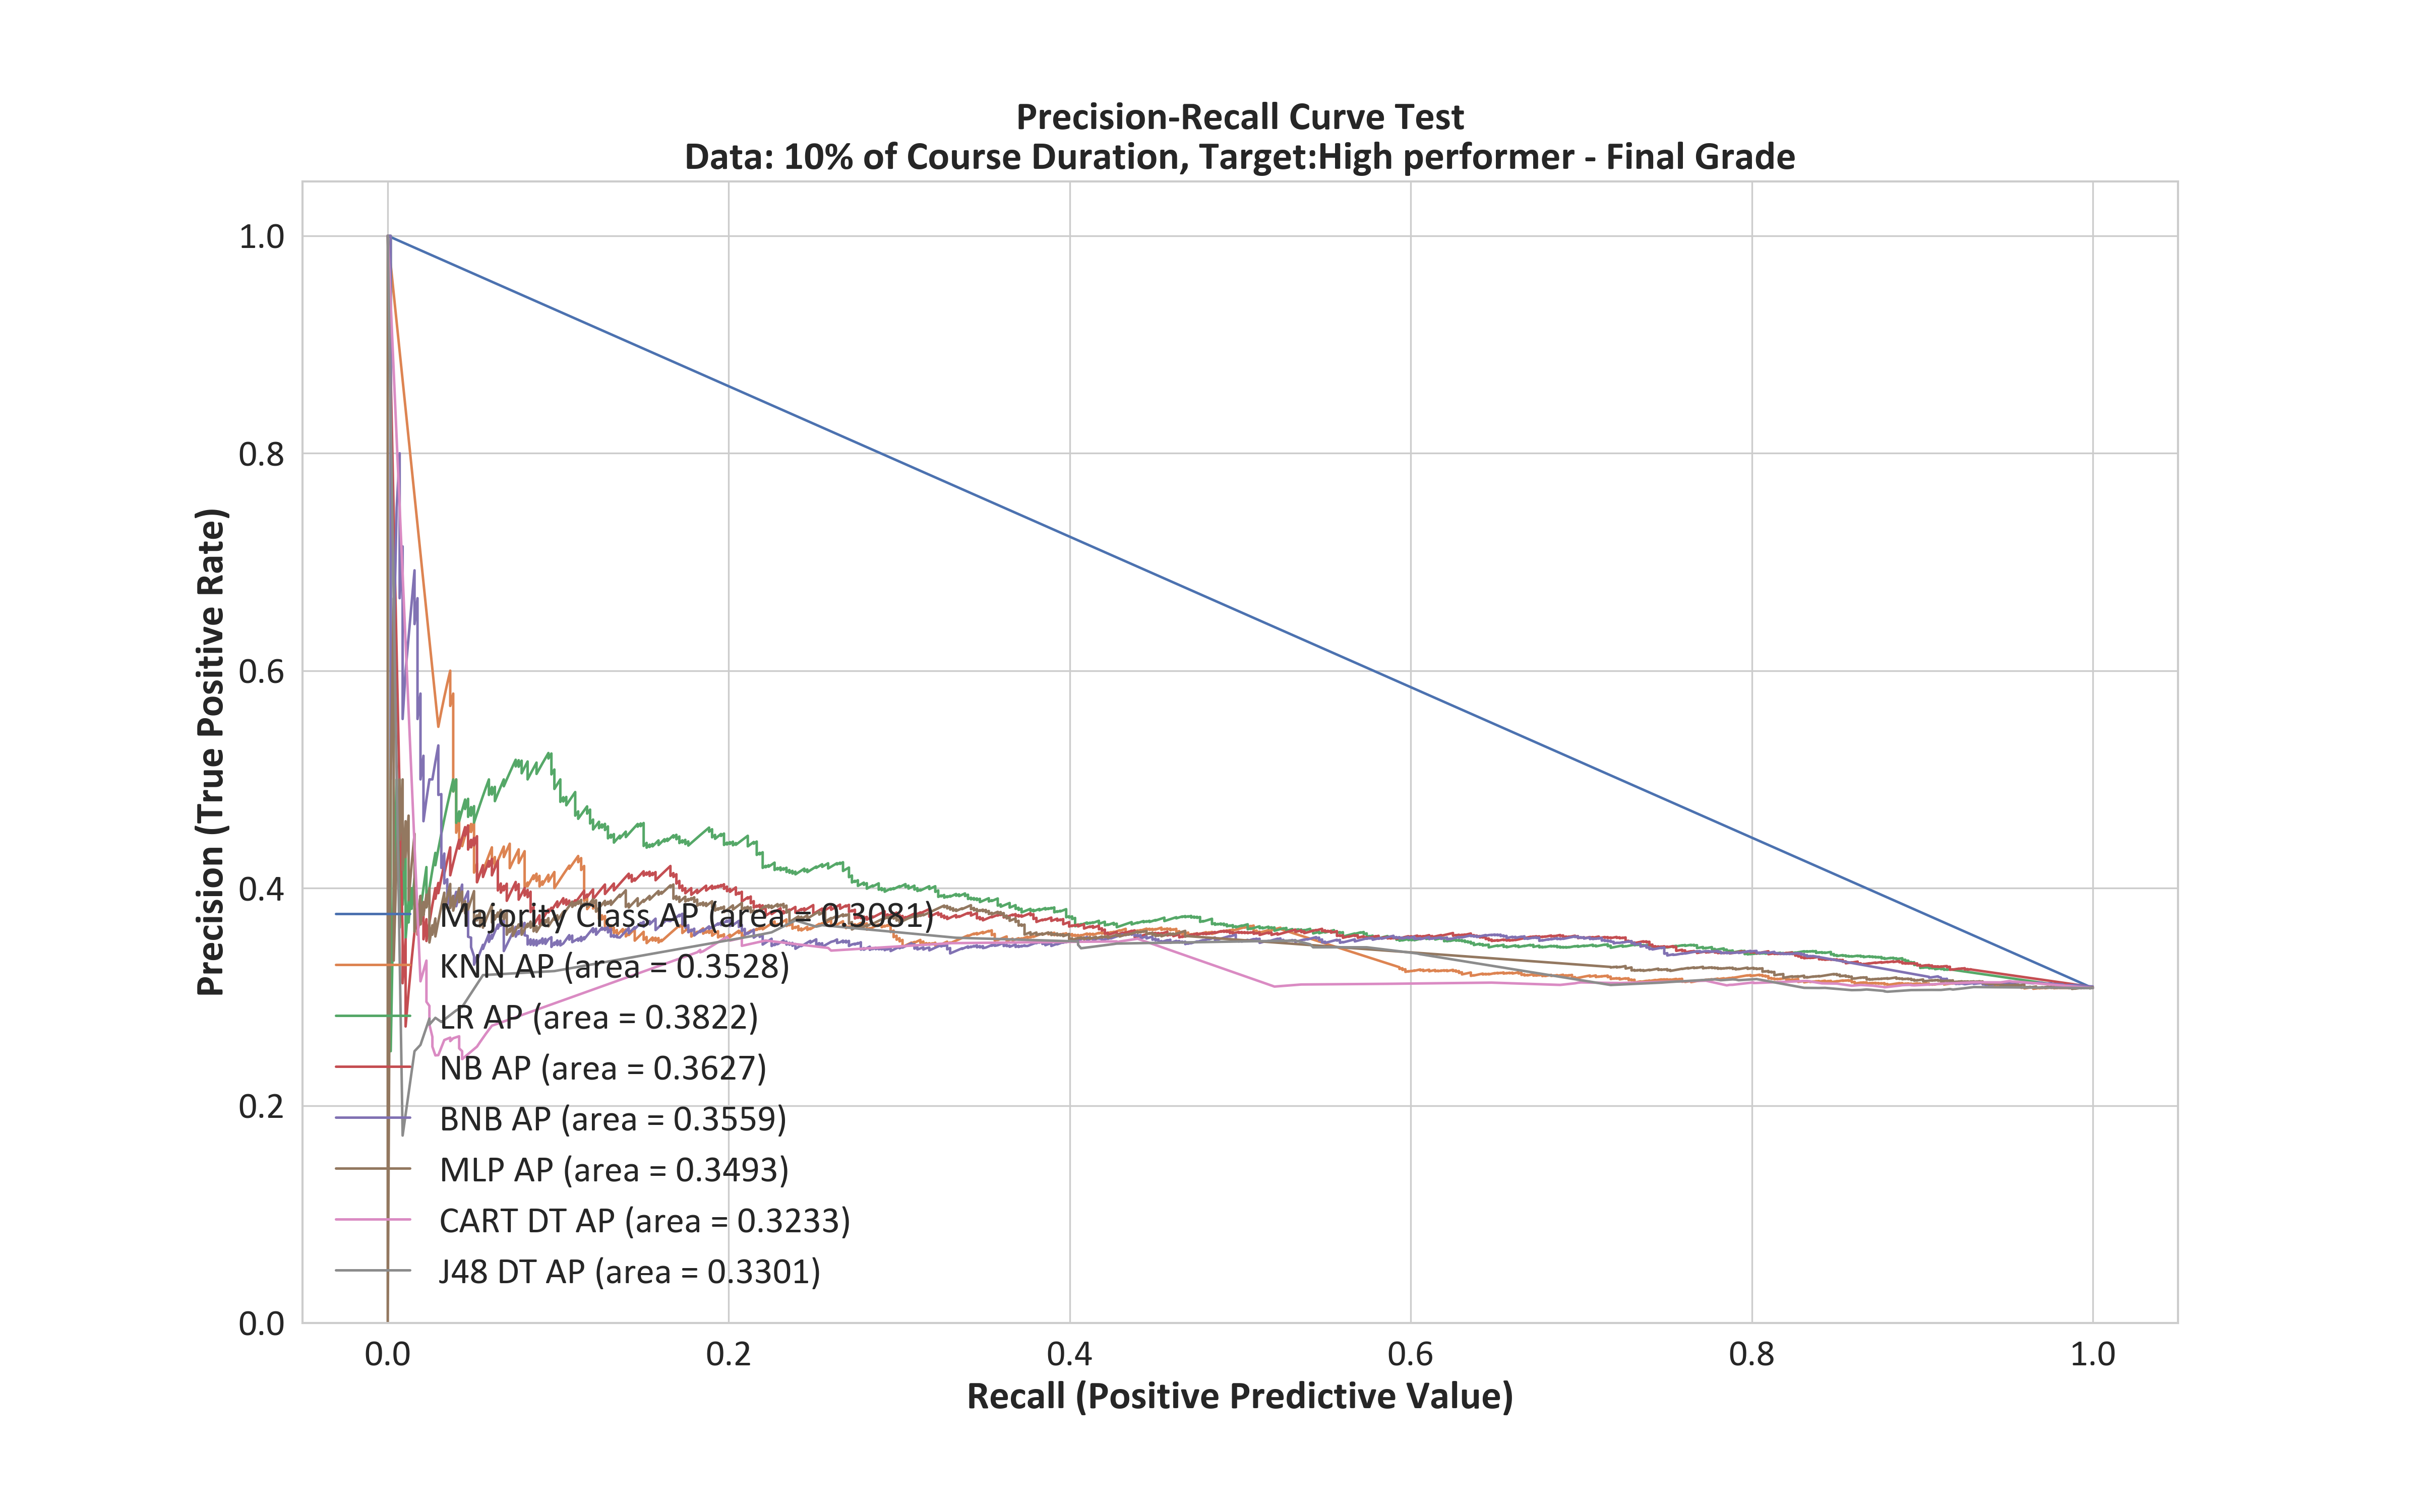 Precision-Recall Curve Test
Data: 10% of Course Duration, Target:High performer - Final Grade
1.0
0.8
0.6
0.4
0.2
0.0
Precision (True Positive Rate)
Majority Class AP (area = 0.3081)
KNN AP (area = 0.3528)
LR AP (area = 0.3822)
NB AP (area = 0.3627)
BNB AP (area = 0.3559)
MLP AP (area = 0.3493)
CART DT AP (area = 0.3233)
J48 DT AP (area = 0.3301)
0.0 0.2 0.4 0.6 0.8 1.0
Recall (Positive Predictive Value)